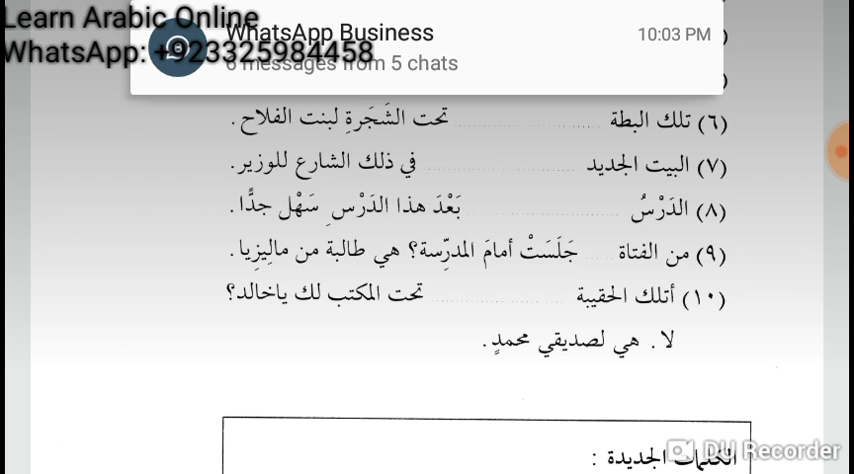 Learn Arabic Online
WhatsApp: +923325984458
WhatsApp Business
10:03 PM
6 messages from 5 chats
(٦) تلك البطة ........ تحت الشَجَرةِ لبنت الفلاح .
(٧) البيت الجديد ........ في ذلك الشارع للوزير.
(٨) الدَرْسُ ........ بَعْدَ هذا الدَرْسِ سَهْل جدًّا .
(٩) من الفتاة ........ جَلَسَتْ أمامَ المدرِّسة؟ هي طالبة من ماليزِيا .
(١٠) أتلك الحقيبة ........ تحت المكتب لك ياخالد؟
لا . هي لصديقي محمدٍ .
الكلمات الجديدة :
DU Recorder